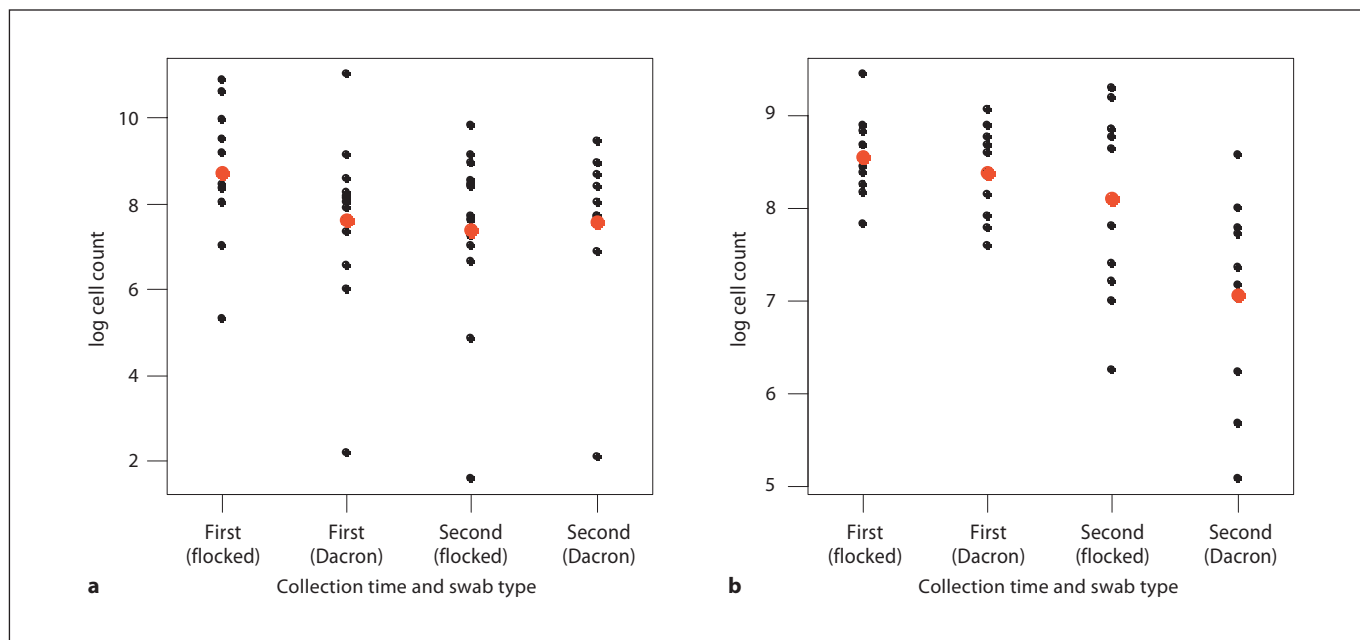 10
8
6
4
2
log cell count
First
(flocked)
First
(Dacron)
Second
(flocked)
Second
(Dacron)
a
Collection time and swab type
9
8
7
6
5
log cell count
First
(flocked)
First
(Dacron)
Second
(flocked)
Second
(Dacron)
b
Collection time and swab type